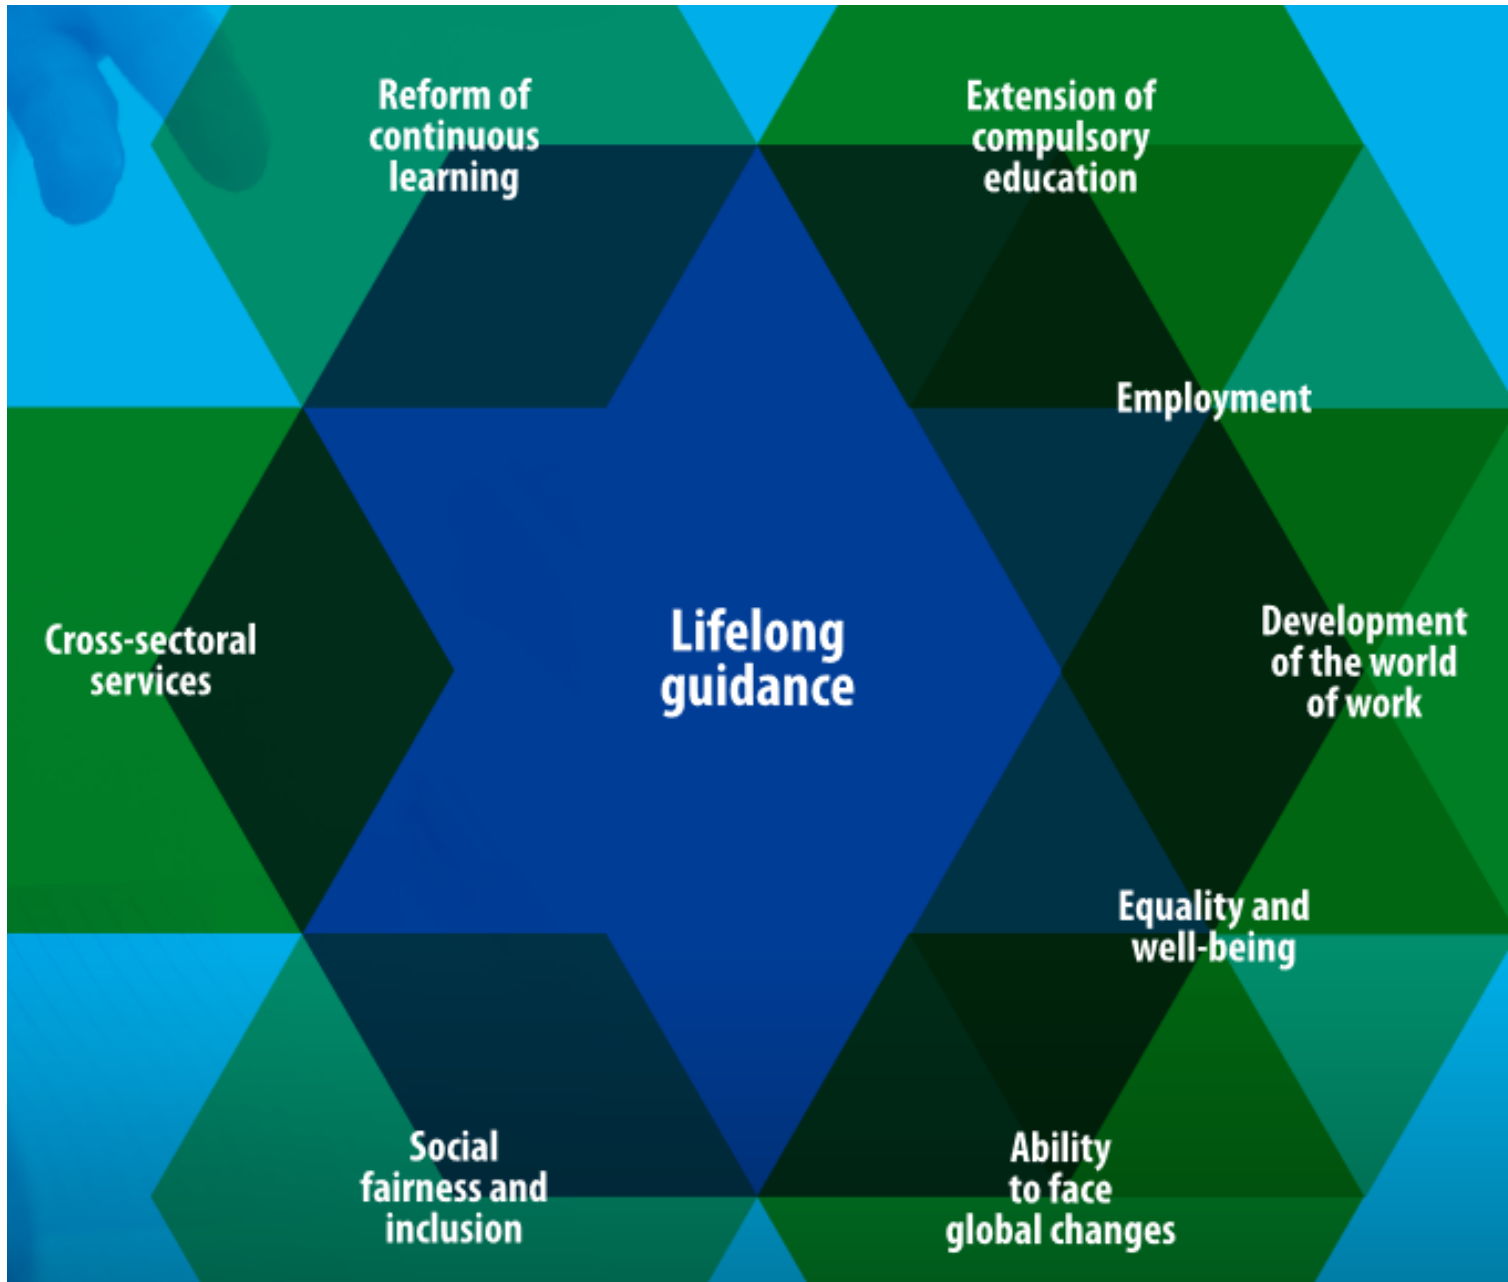 Reform of
continuous
learning
Extension of
compulsory
education
Employment
Cross-sectoral
services
Lifelong
guidance
Development
of the world
of work
Equality and
well-being
Social
fairness and
inclusion
Ability
to face
global changes